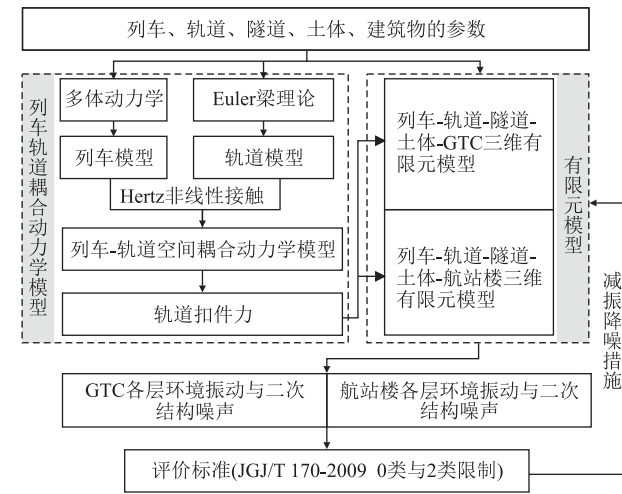 列车、轨道、隧道、土体、建筑物的参数
列车轨道耦合动力学模型
多体动力学
Euler梁理论
列车模型
轨道模型
Hertz非线性接触
列车-轨道空间耦合动力学模型
轨道扣件力
列车-轨道-隧道-
土体-GTC三维有
限元模型
列车-轨道-隧道-
土体-航站楼三维
有限元模型
有限元模型
减振降噪措施
GTC各层环境振动与二次
结构噪声
航站楼各层环境振动与二次
结构噪声
评价标准(JGJ/T 170-2009 0类与2类限制)